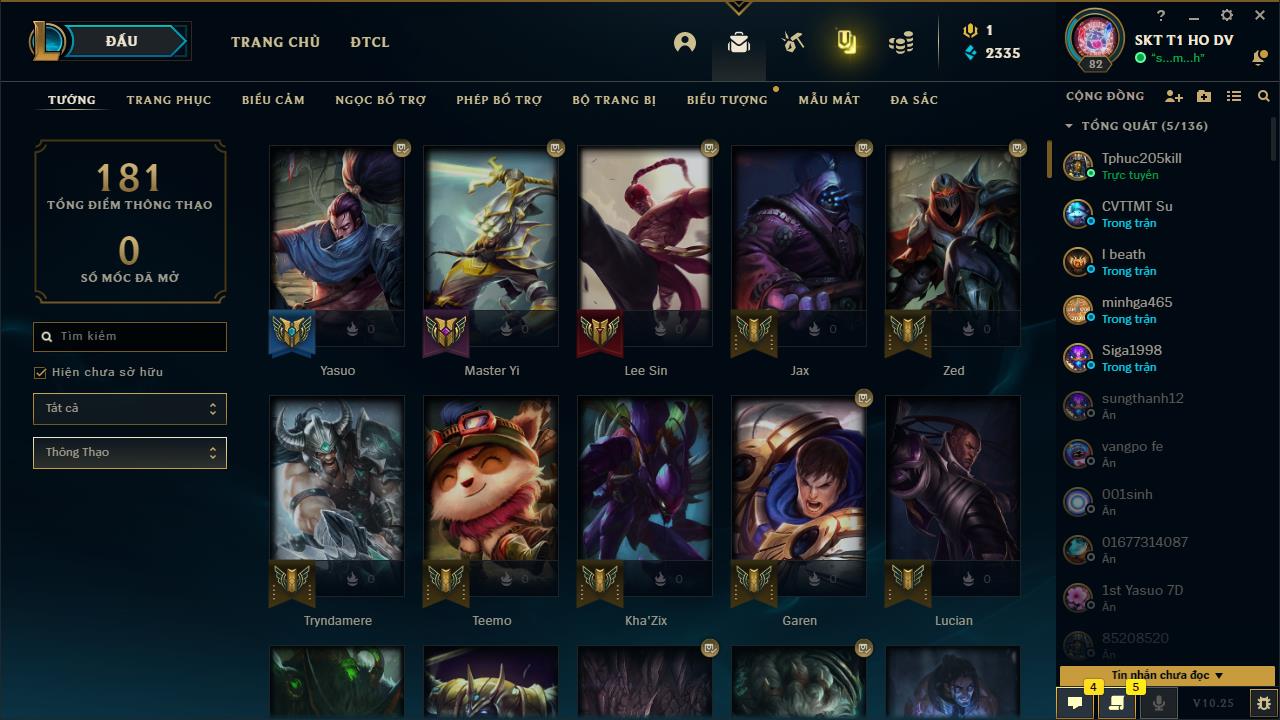 ĐẤU
TRANG CHỦ
ĐTCL
1
2335
?
82
SKT T1 HO DV
"s...m...h"
TƯỚNG
TRANG PHỤC
BIỂU CẢM
NGỌC BỔ TRỢ
PHÉP BỔ TRỢ
BỘ TRANG BỊ
BIỂU TƯỢNG
MẪU MẮT
ĐA SẮC
CỘNG ĐỒNG
181
TỔNG ĐIỂM THÔNG THẠO
0
SỐ MỐC ĐÃ MỞ
Tìm kiếm
Hiện chưa sở hữu
Tất cả
Thông Thạo
0
0
0
0
0
Yasuo
Master Yi
Lee Sin
Jax
Zed
0
0
0
0
0
Tryndamere
Teemo
Kha'Zix
Garen
Lucian
TỔNG QUÁT (5/136)
Tphuc205kill
Trực tuyến
CVTTMT Su
Trong trận
I beath
Trong trận
minhga465
Trong trận
Siga1998
Trong trận
sungthanh12
Ẩn
vangpo fe
Ẩn
001sinh
Ẩn
01677314087
Ẩn
1st Yasuo 7D
Ẩn
85208520
Ẩn
Tin nhắn chưa đọc
4
5
V10.25